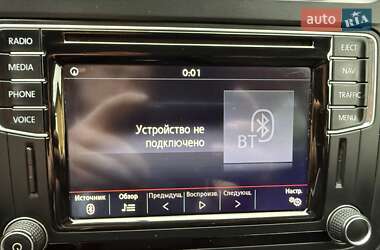 auto RIA
RADIO
MEDIA
PHONE
VOICE
EJECT
NAV
TRAFFIC
MENU
0:01
Устройство не
подключено
BT
Источник
Обзор
Предыдущ.
Воспроизв.
Следующ.
Настр.